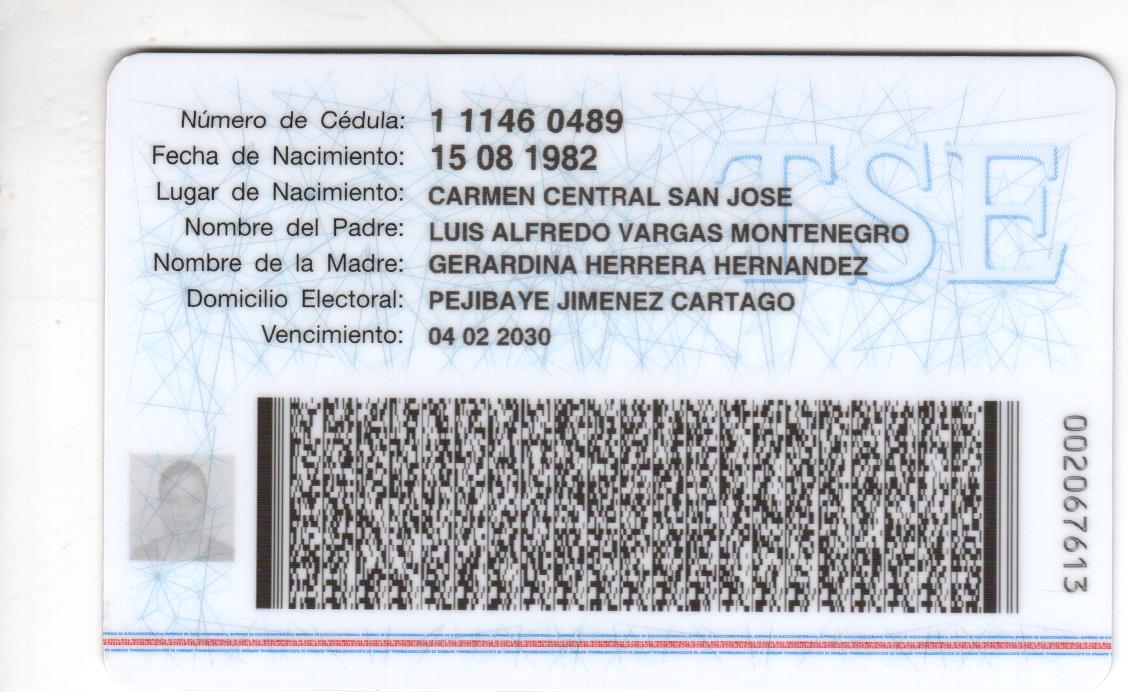 Número de Cédula: 1 1146 0489
Fecha de Nacimiento: 15 08 1982
Lugar de Nacimiento: CARMEN CENTRAL SAN JOSE
Nombre del Padre: LUIS ALFREDO VARGAS MONTENEGRO
Nombre de la Madre: GERARDINA HERRERA HERNANDEZ
Domicilio Electoral: PEJIBAYE JIMENEZ CARTAGO
Vencimiento: 04 02 2030
TSE
0002067613